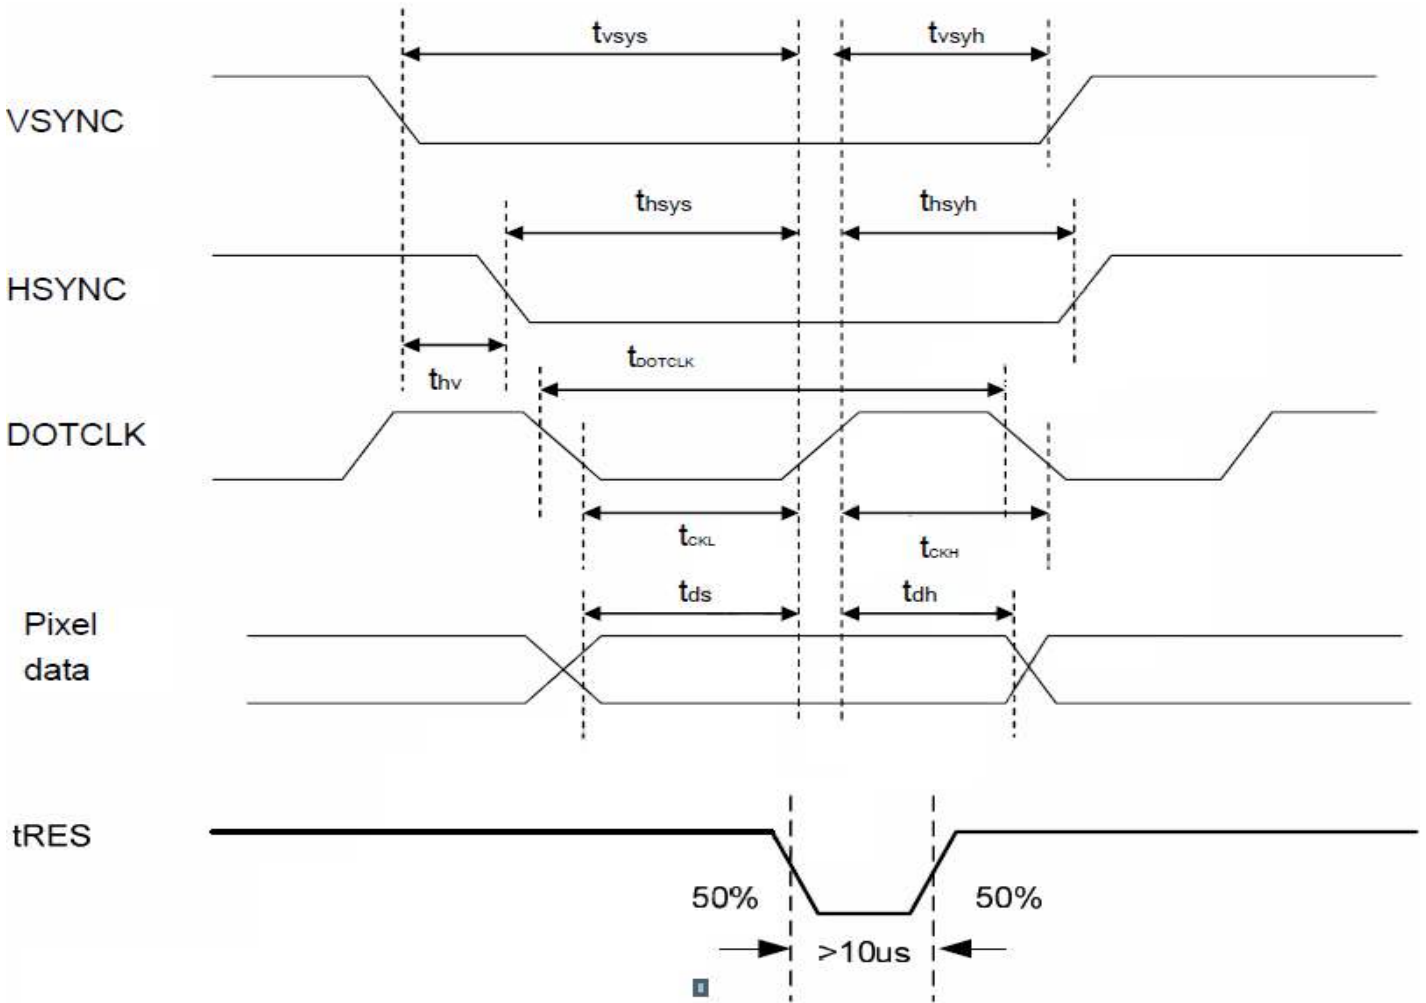 tvsys tvsyh
VSYNC
thsys thsyh
HSYNC
tDOTCLK
thv
DOTCLK
tCKL tCKH
tds tdh
Pixel
data
tRES
50% 50%
>10us